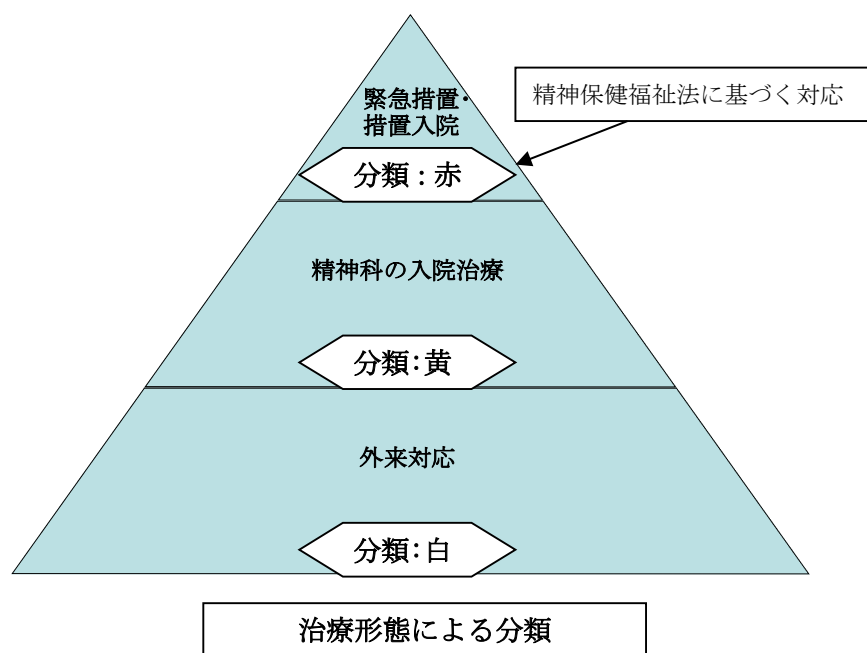 緊急措置・
措置入院
精神保健福祉法に基づく対応
分類：赤
精神科の入院治療
分類：黄
外来対応
分類：白
治療形態による分類